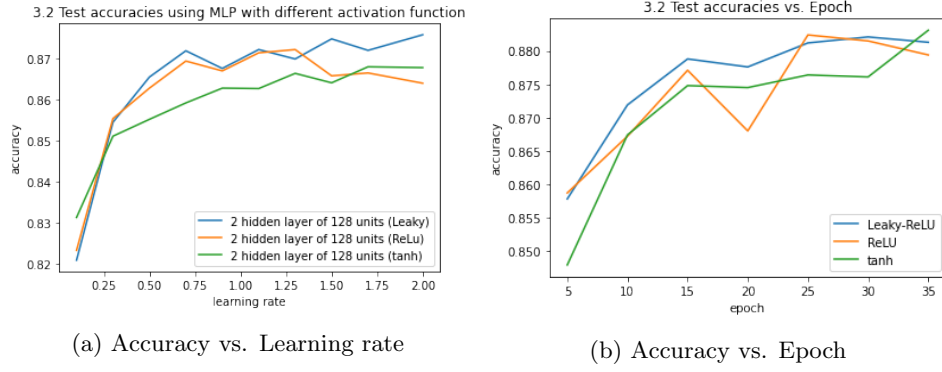 3.2 Test accuracies using MLP with different activation function
0.87
0.86
0.85
0.84
0.83
0.82
accuracy
0.25 0.50 0.75 1.00 1.25 1.50 1.75 2.00
learning rate
2 hidden layer of 128 units (Leaky)
2 hidden layer of 128 units (ReLu)
2 hidden layer of 128 units (tanh)
(a) Accuracy vs. Learning rate
3.2 Test accuracies vs. Epoch
0.880
0.875
0.870
0.865
0.860
0.855
0.850
accuracy
5 10 15 20 25 30 35
epoch
Leaky-ReLU
ReLU
tanh
(b) Accuracy vs. Epoch